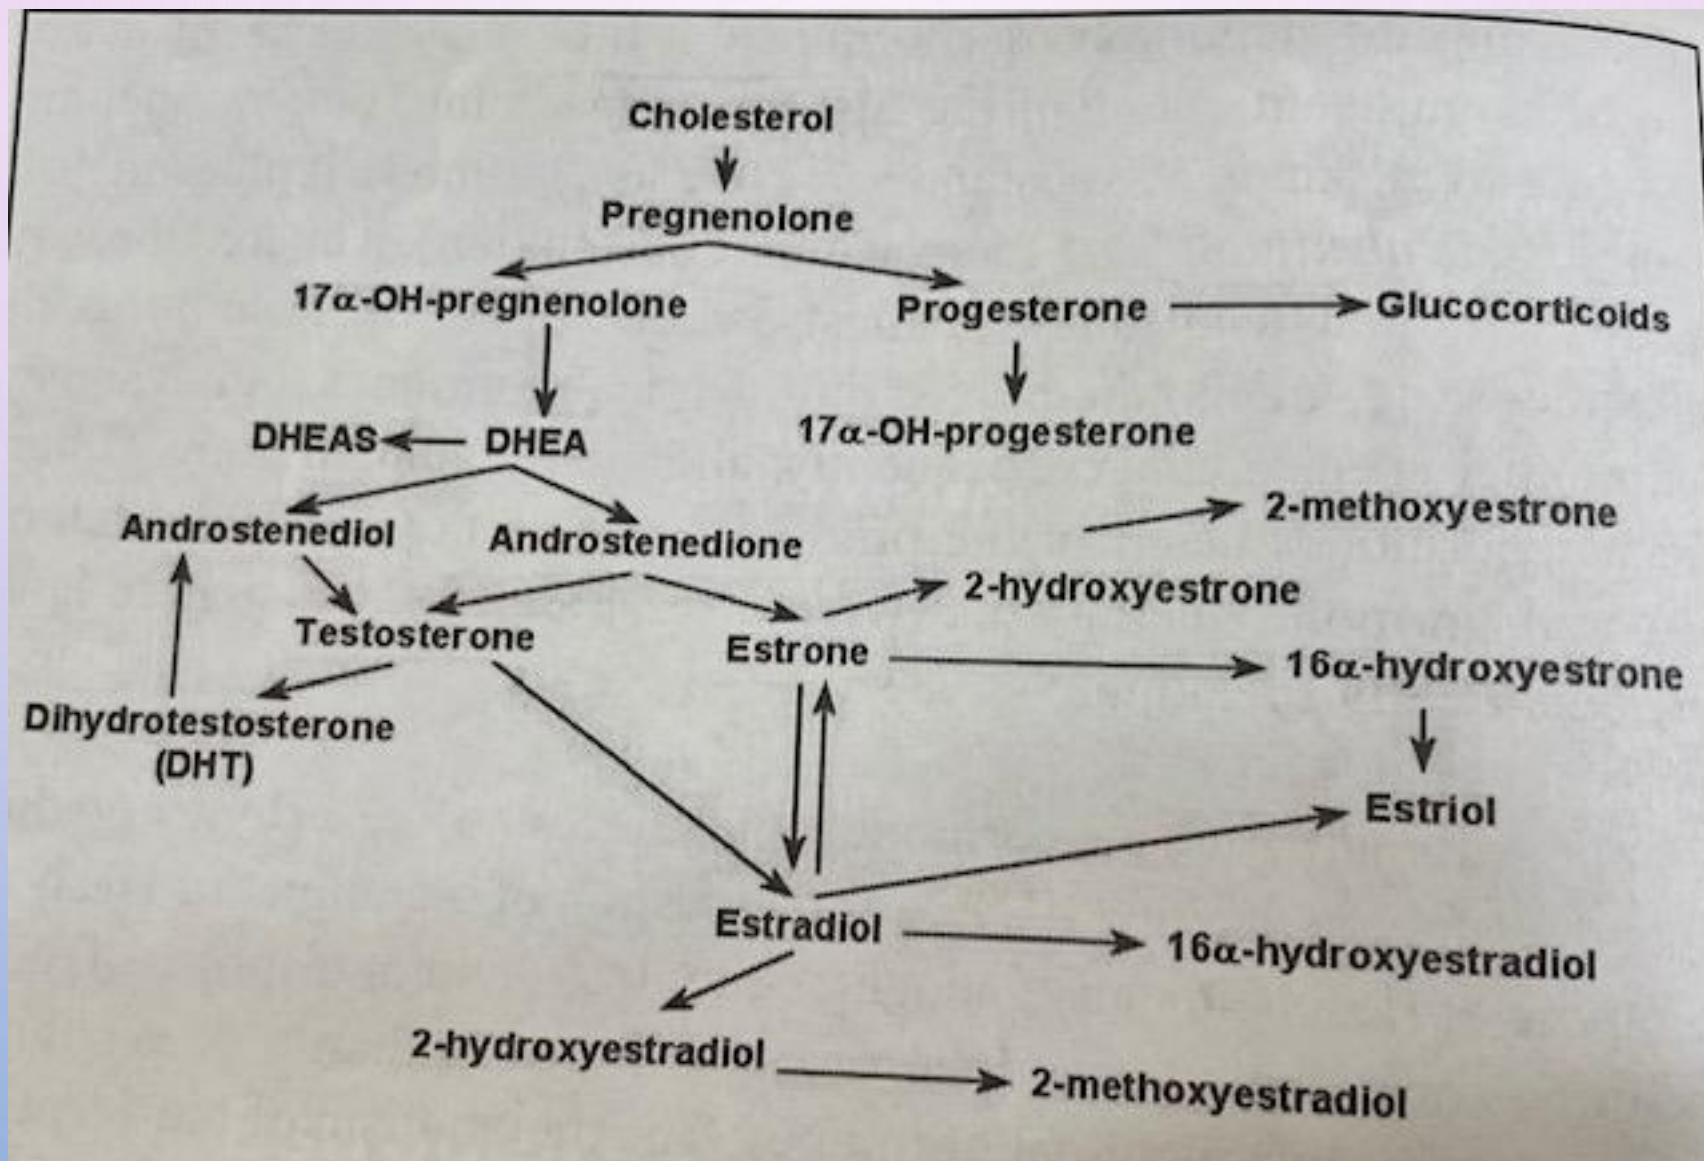 Cholesterol
Pregnenolone
17α-OH-pregnenolone
Progesterone
Glucocorticoids
DHEAS
DHEA
17α-OH-progesterone
Androstenediol
Androstenedione
2-methoxyestrone
2-hydroxyestrone
Testosterone
Estrone
16α-hydroxyestrone
Dihydrotestosterone
(DHT)
Estriol
Estradiol
16α-hydroxyestradiol
2-hydroxyestradiol
2-methoxyestradiol